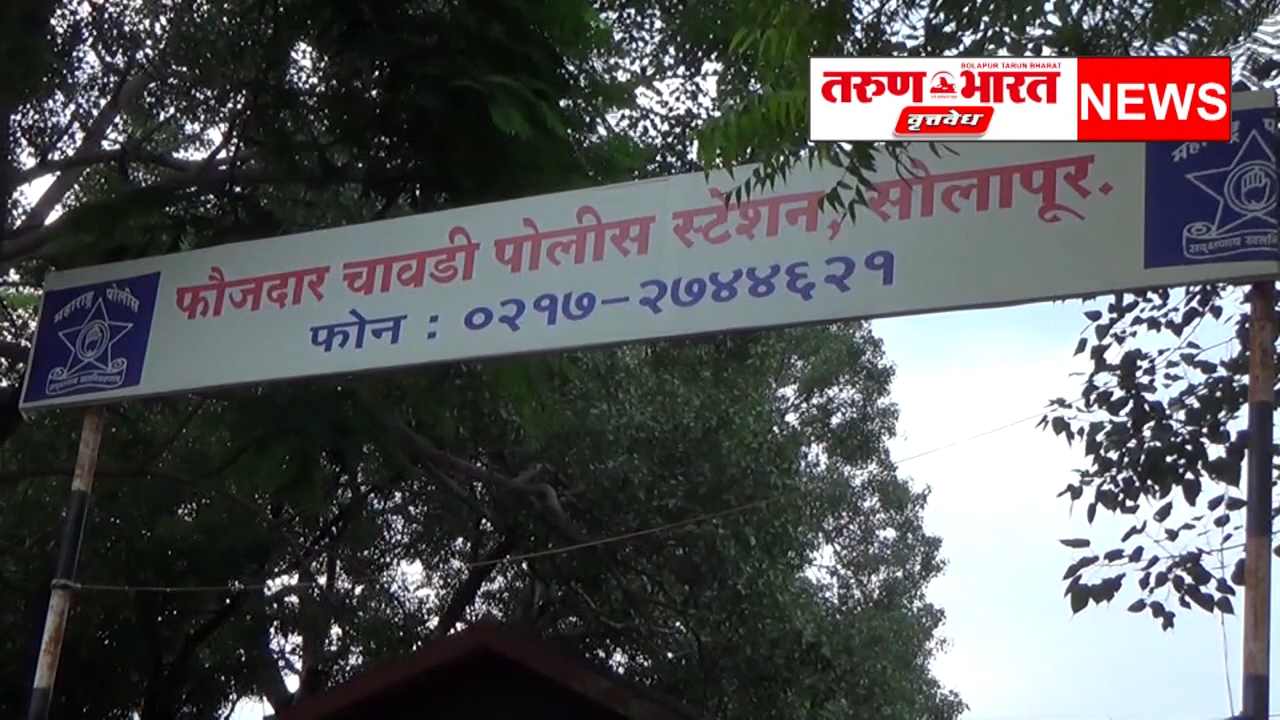 SOLAPUR TARUN BHARAT
तरुण भारत NEWS
वृत्तवेध
फौजदार चावडी पोलीस स्टेशन, सोलापूर.
फोन : ०२१७-२७४४६२१
महाराष्ट्र पोलीस